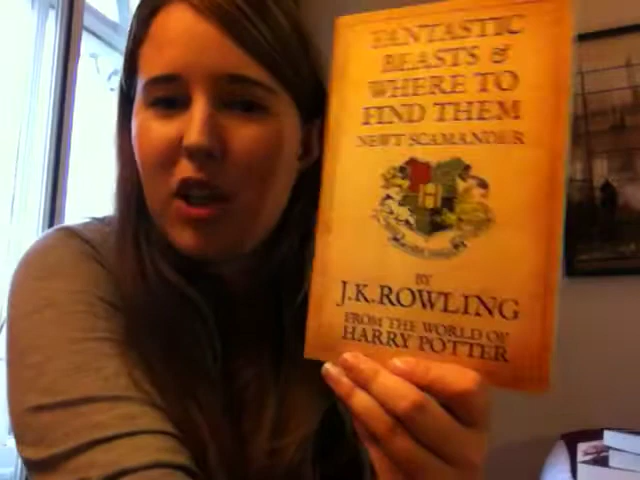 FANTASTIC
BEASTS &
WHERE TO
FIND THEM
NEWT SCAMANDER
H
BY
J.K.ROWLING
FROM THE WORLD OF
HARRY POTTER